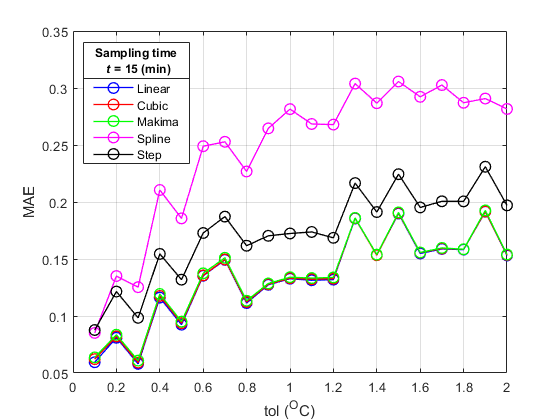 0.35
0.3
0.25
0.2
0.15
0.1
0.05
MAE
Sampling time
t = 15 (min)
Linear
Cubic
Makima
Spline
Step
0 0.2 0.4 0.6 0.8 1 1.2 1.4 1.6 1.8 2
tol (°C)